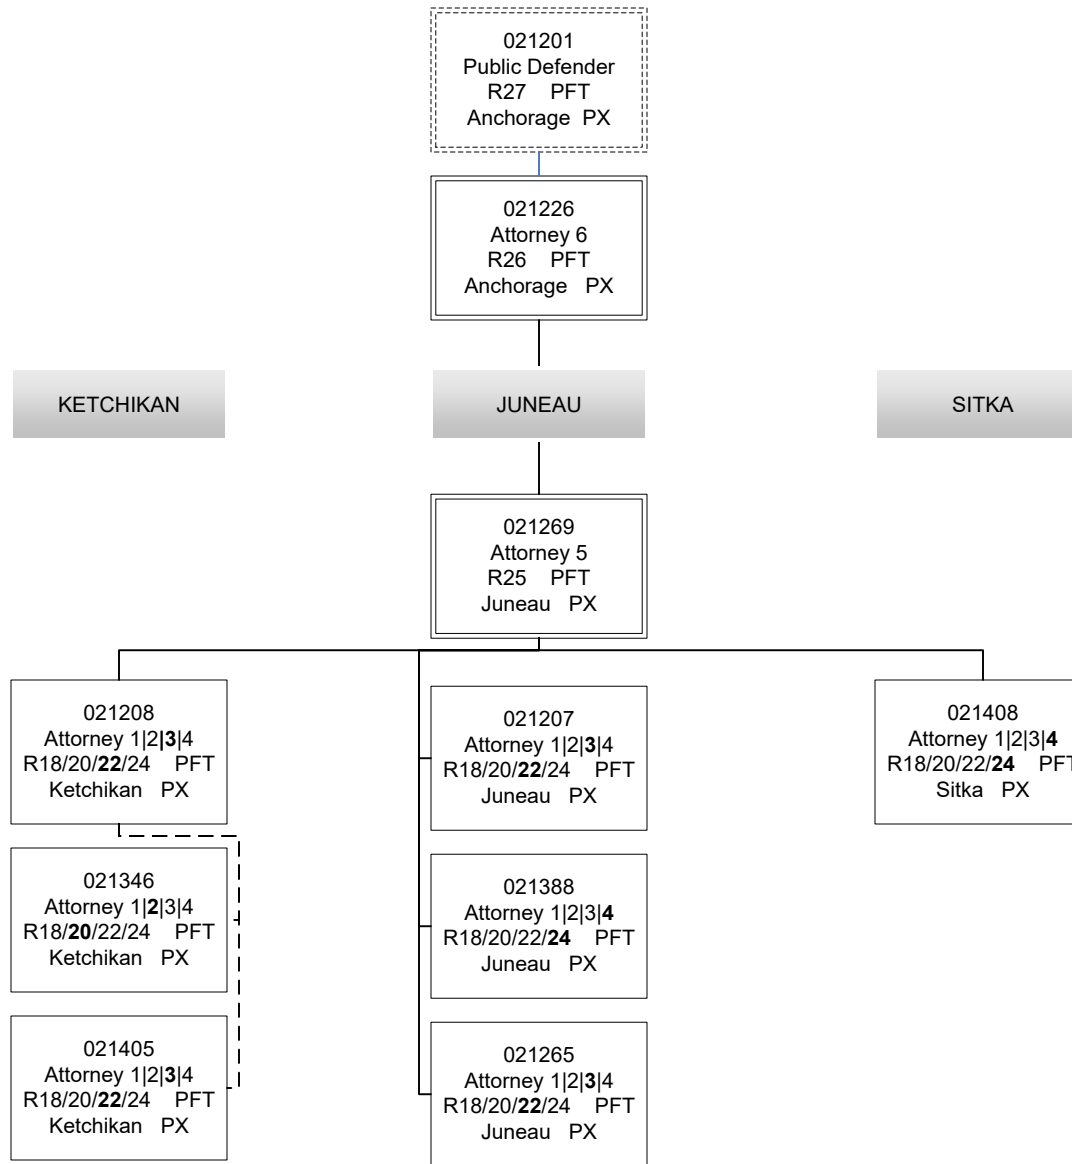 021201
Public Defender
R27 PFT
Anchorage PX
021226
Attorney 6
R26 PFT
Anchorage PX
KETCHIKAN
JUNEAU
SITKA
021269
Attorney 5
R25 PFT
Juneau PX
021208
Attorney 1|2|3|4
R18/20/22/24 PFT
Ketchikan PX
021346
Attorney 1|2|3|4
R18/20/22/24 PFT
Ketchikan PX
021405
Attorney 1|2|3|4
R18/20/22/24 PFT
Ketchikan PX
021207
Attorney 1|2|3|4
R18/20/22/24 PFT
Juneau PX
021388
Attorney 1|2|3|4
R18/20/22/24 PFT
Juneau PX
021265
Attorney 1|2|3|4
R18/20/22/24 PFT
Juneau PX
021408
Attorney 1|2|3|4
R18/20/22/24 PFT
Sitka PX